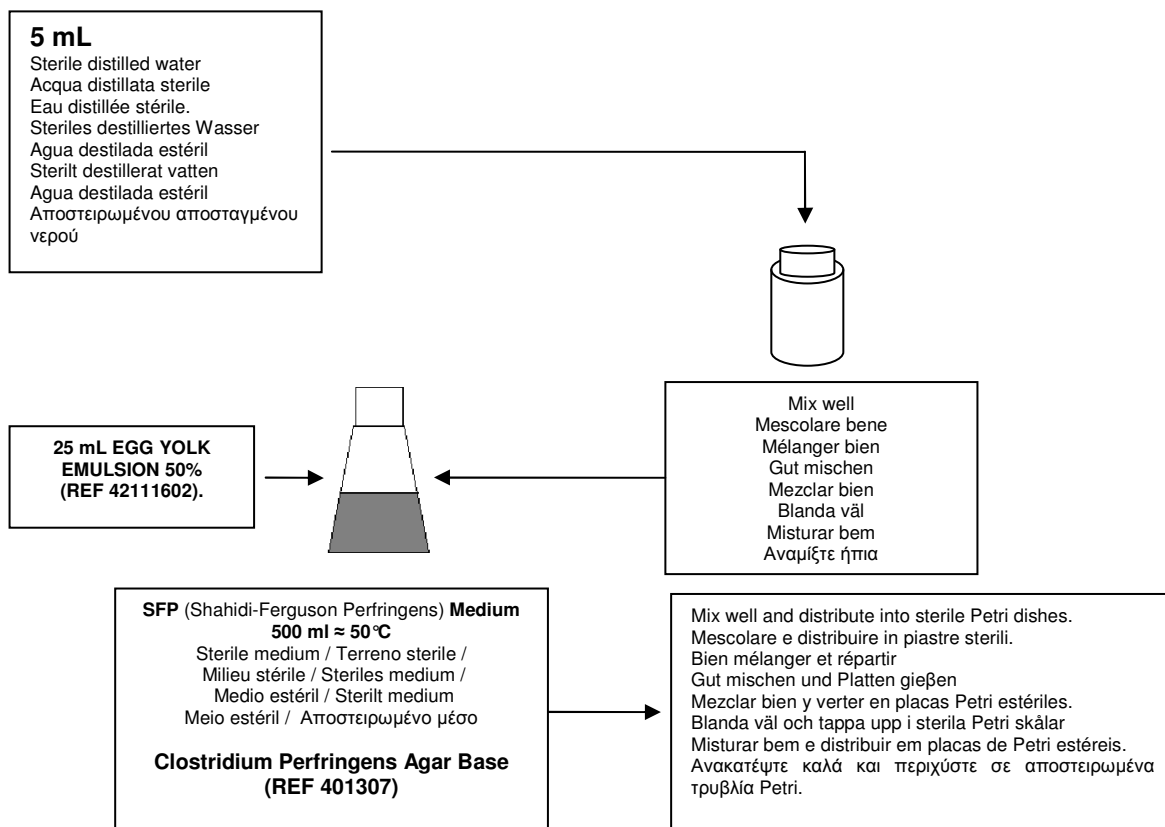 5 mL
Sterile distilled water
Acqua distillata sterile
Eau distillée stérile.
Steriles destilliertes Wasser
Agua destilada estéril
Sterilt destillerat vatten
Agua destilada estéril
Αποστειρωμένου αποσταγμένου
νερού
Mix well
Mescolare bene
Mélanger bien
Gut mischen
Mezclar bien
Blanda väl
Misturar bem
Αναμίξτε ήπια
25 mL EGG YOLK
EMULSION 50%
(REF 42111602).
SFP (Shahidi-Ferguson Perfringens) Medium
500 ml ≈ 50°C
Sterile medium / Terreno sterile /
Milieu stérile / Steriles medium /
Medio estéril / Sterilt medium
Meio estéril / Αποστειρωμένο μέσο
Clostridium Perfringens Agar Base
(REF 401307)
Mix well and distribute into sterile Petri dishes.
Mescolare e distribuire in piastre sterili.
Bien mélanger et répartir
Gut mischen und Platten gieβen
Mezclar bien y verter en placas Petri estériles.
Blanda väl och tappa upp i sterila Petri skålar
Misturar bem e distribuir em placas de Petri estéreis.
Ανακατέψτε καλά και περιχύστε σε αποστειρωμένα
τρυβλία Petri.